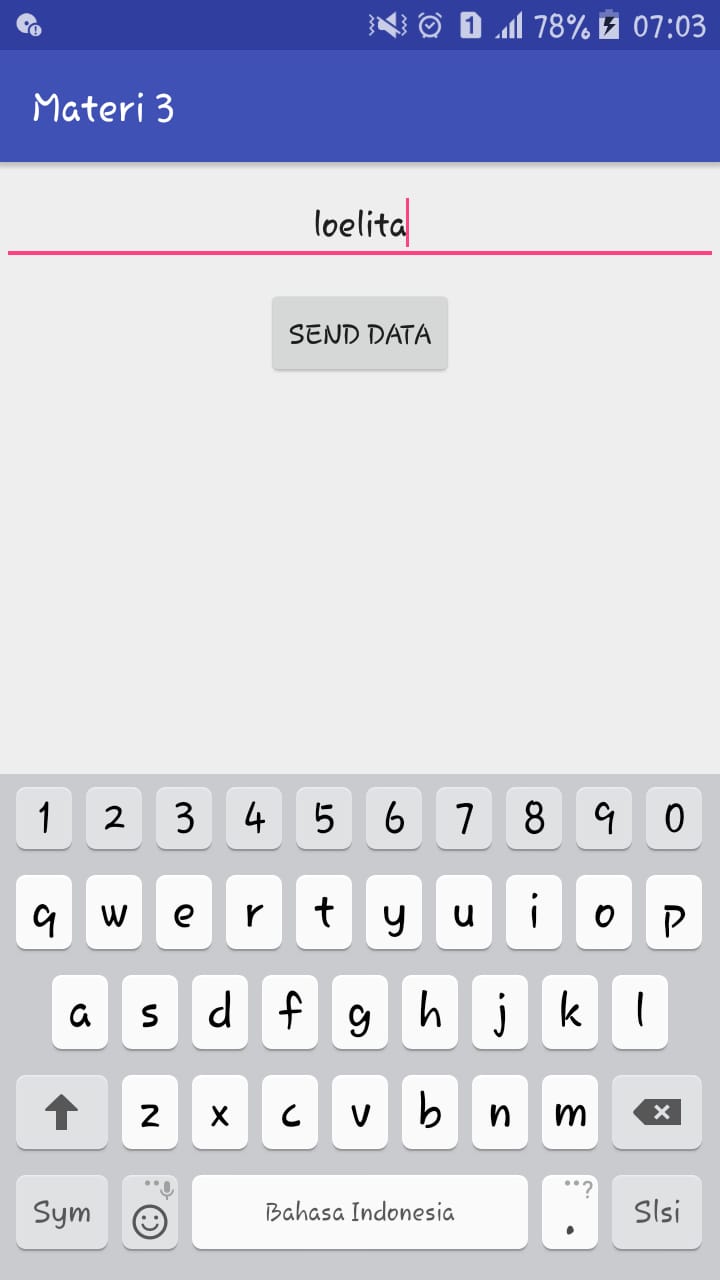 1 78% 07:03
Materi 3
loelita
SEND DATA
1 2 3 4 5 6 7 8 9 0
q w e r t y u i o p
a s d f g h j k l
z x c v b n m
Sym Bahasa Indonesia . ? Slsi